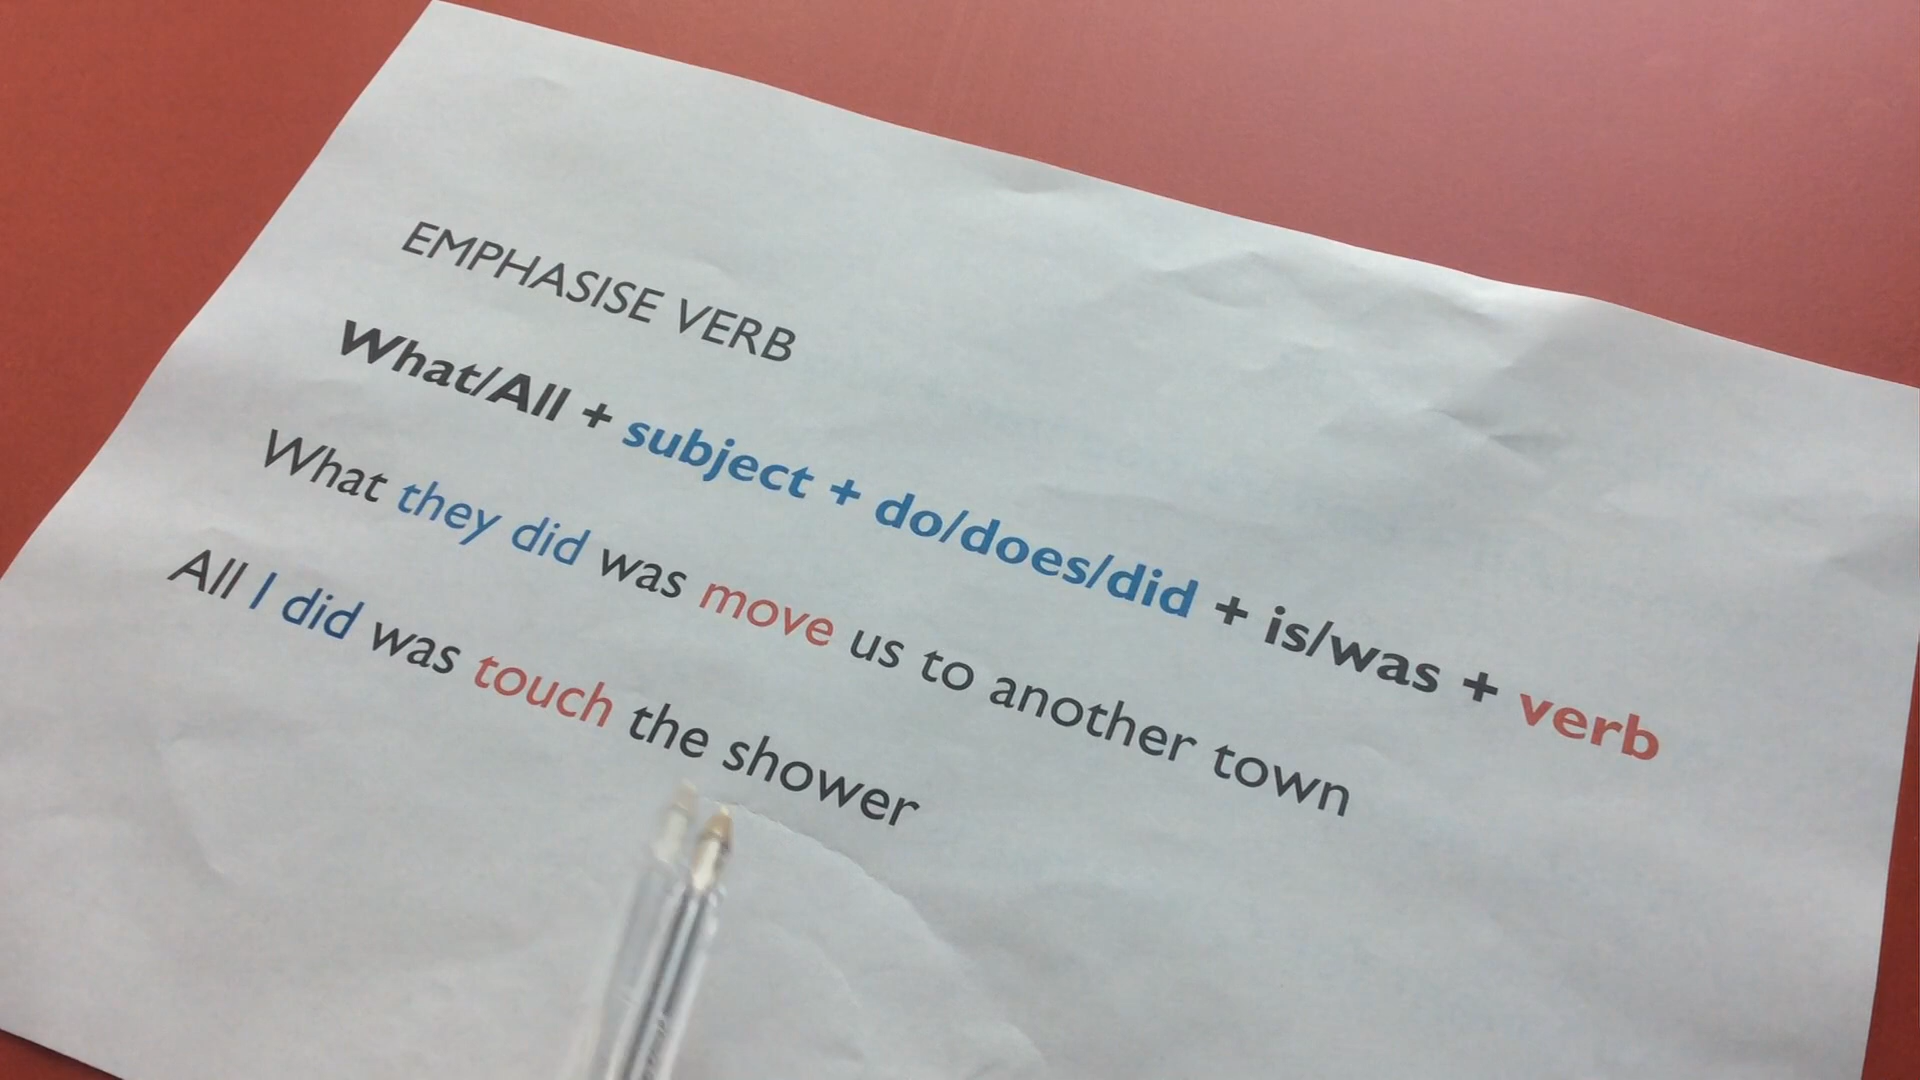 EMPHASISE VERB
What/All + subject + do/does/did + is/was + verb
What they did was move us to another town
All I did was touch the shower